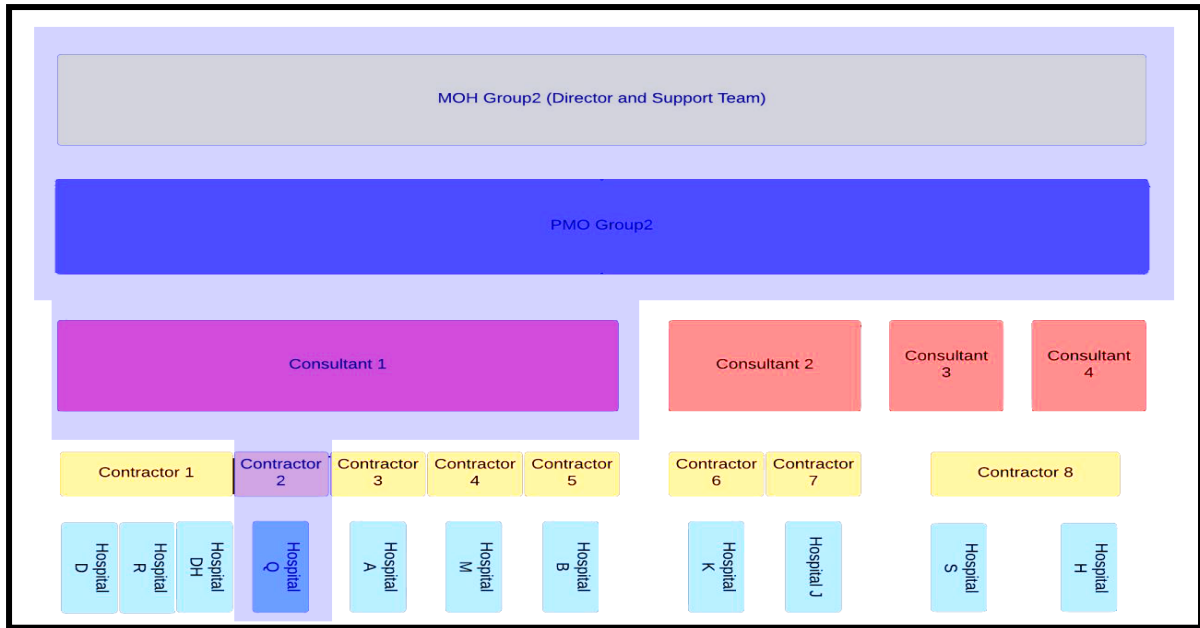 MOH Group2 (Director and Support Team)
PMO Group2
Consultant 1
Consultant 2
Consultant
3
Consultant
4
Contractor 1
Contractor
2
Contractor
3
Contractor
4
Contractor
5
Contractor
6
Contractor
7
Contractor 8
Hospital
D
Hospital
R
Hospital
DH
Hospital
Q
Hospital
A
Hospital
M
Hospital
B
Hospital
K
Hospital J
Hospital
S
Hospital
H